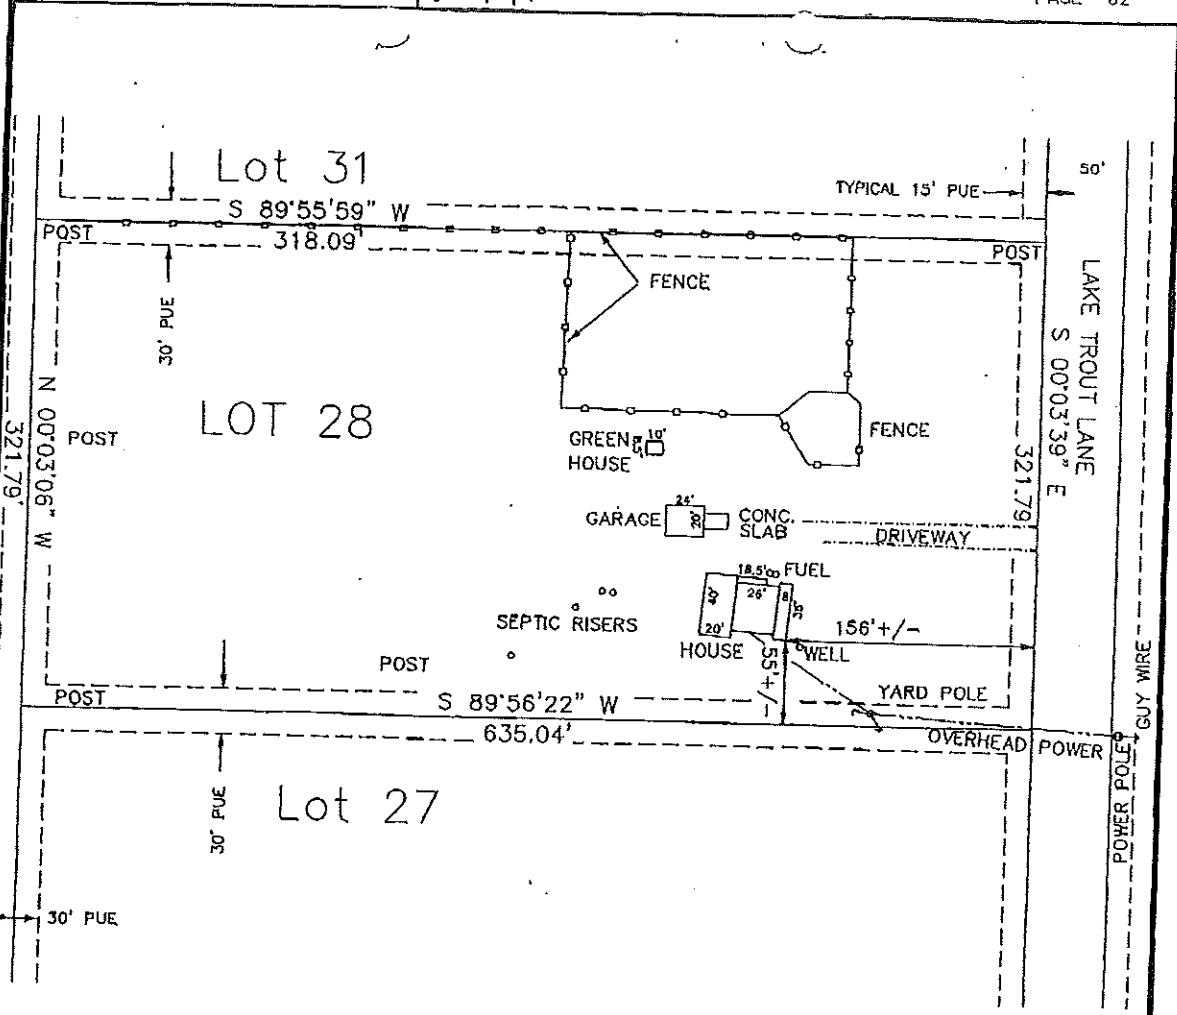 PAGE 02
50'
Lot 31
TYPICAL 15' PUE
S 89°55'59" W
318.09'
POST
POST
30' PUE
FENCE
LAKE TROUT LANE
S 00°03'39" E
321.79
LOT 28
N 00°03'06" W
321.79'
POST
FENCE
GREEN HOUSE
10'
GARAGE
24'
20'
CONC. SLAB
DRIVEWAY
18.5'
FUEL
40'
26'
8
20'
SEPTIC RISERS
156'+/-
HOUSE
WELL
55'+/-
POST
YARD POLE
POST
S 89°56'22" W
635.04'
OVERHEAD POWER
GUY WIRE
POWER POLE
30' PUE
Lot 27
30' PUE